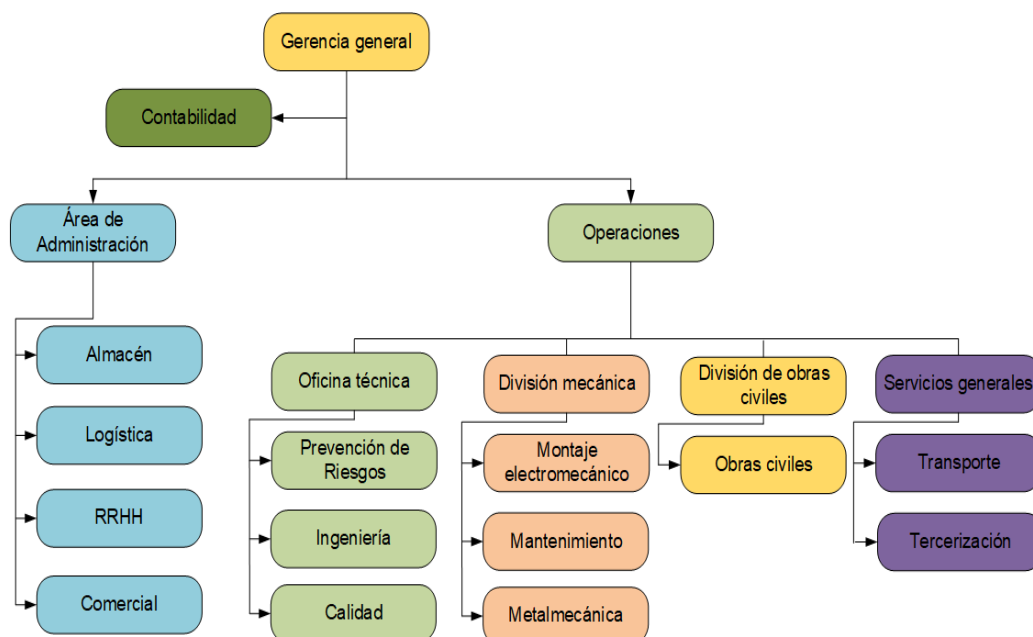 Gerencia general
Contabilidad
Área de
Administración
Operaciones
Almacén
Logística
RRHH
Comercial
Oficina técnica
Prevención de
Riesgos
Ingeniería
Calidad
División mecánica
Montaje
electromecánico
Mantenimiento
Metalmecánica
División de obras
civiles
Obras civiles
Servicios generales
Transporte
Tercerización